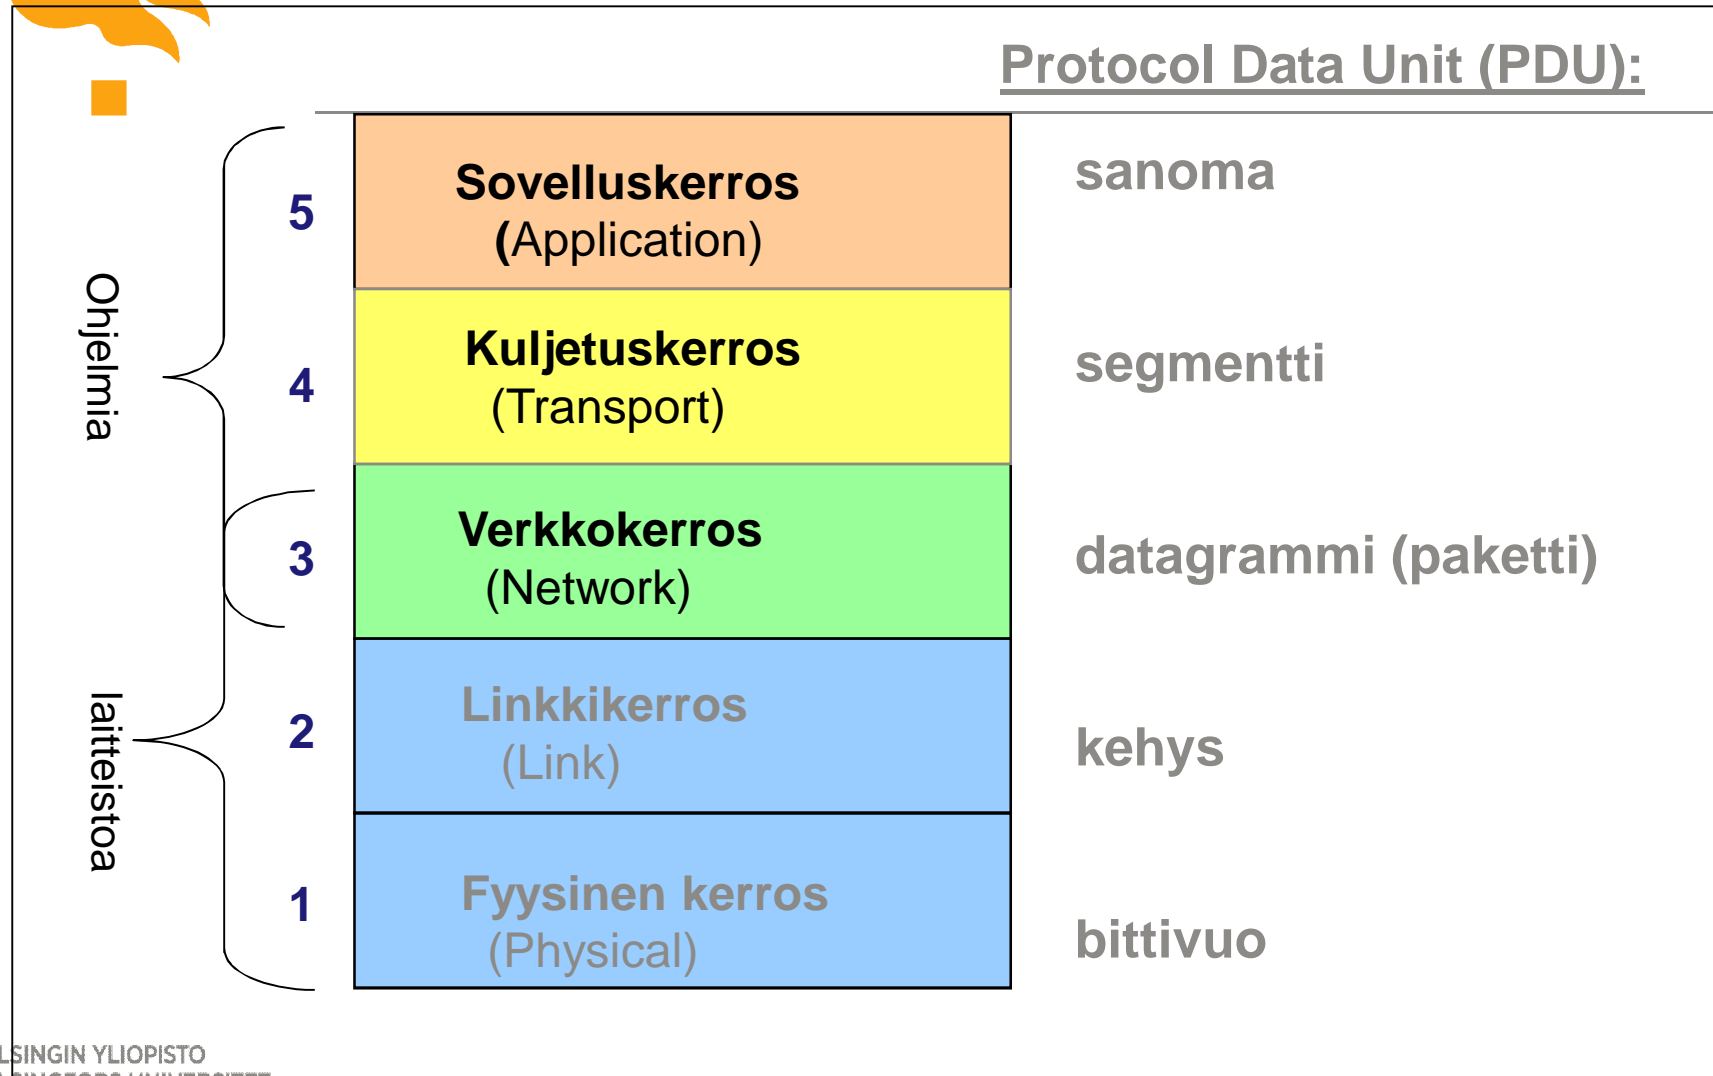 Protocol Data Unit (PDU):
5
Sovelluskerros
(Application)
sanoma
Ohjelmia
4
Kuljetuskerros
(Transport)
segmentti
3
Verkkokerros
(Network)
datagrammi (paketti)
laitteistoa
2
Linkkikerros
(Link)
kehys
1
Fyysinen kerros
(Physical)
bittivuo
LSINGIN YLIOPISTO